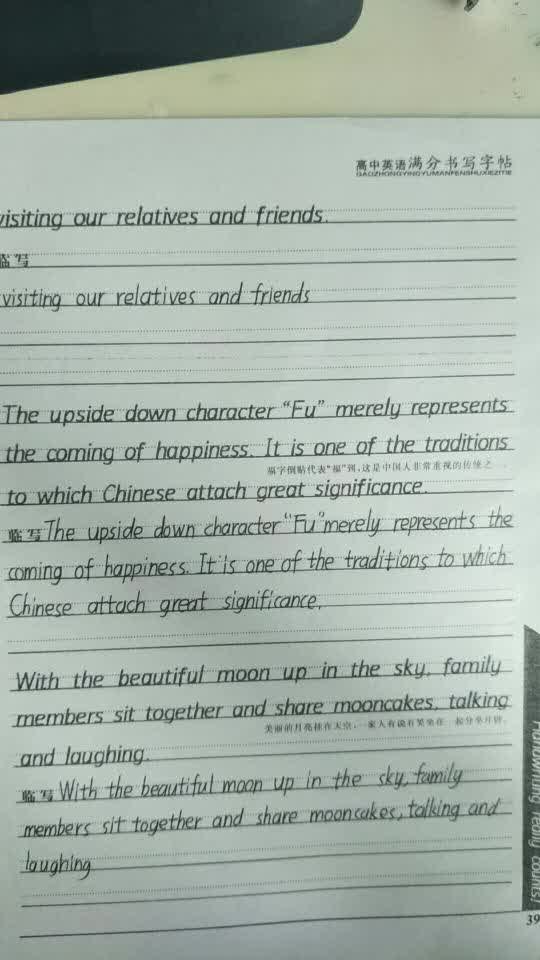 高中英语满分书写字帖
GAOZHONGYINGYUMANFENSHUXIEZITIE
visiting our relatives and friends.
临写
visiting our relatives and friends
The upside down character “Fu” merely represents
the coming of happiness. It is one of the traditions
福字倒贴代表“福”到,这是中国人非常重视的传统之一。
to which Chinese attach great significance.
临写 The upside down character “Fu” merely represents the
coming of happiness. It is one of the traditions to which
Chinese attach great significance.
With the beautiful moon up in the sky, family
members sit together and share mooncakes, talking
美丽的月亮挂在天空,一家人有说有笑坐在一起分享月饼。
and laughing.
临写 With the beautiful moon up in the sky, family
members sit together and share mooncakes, talking and
laughing
Handwriting really counts!
39